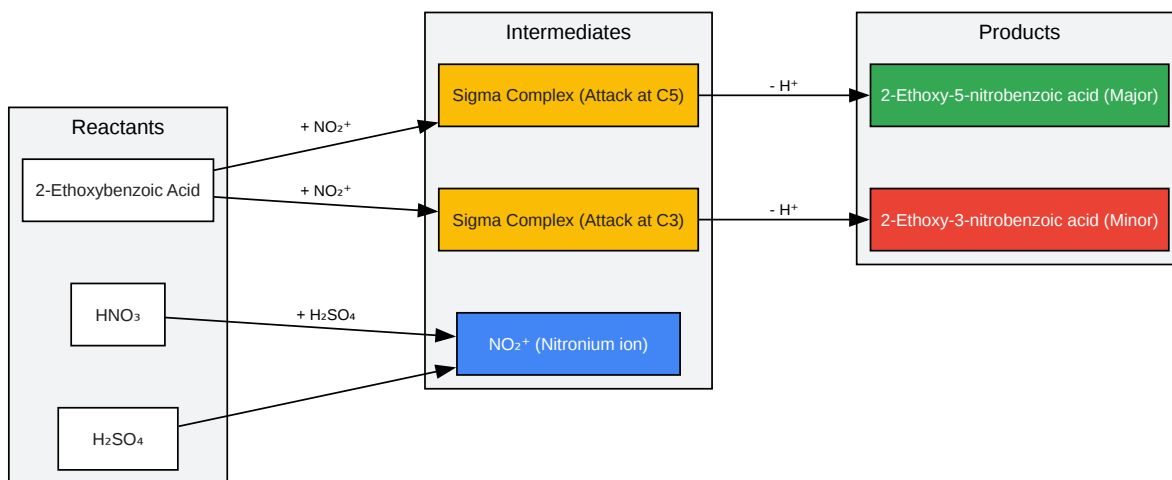 Reactants
2-Ethoxybenzoic Acid
HNO₃
H₂SO₄
+ NO₂⁺
+ NO₂⁺
+ H₂SO₄
Intermediates
Sigma Complex (Attack at C5)
Sigma Complex (Attack at C3)
NO₂⁺ (Nitronium ion)
- H⁺
- H⁺
Products
2-Ethoxy-5-nitrobenzoic acid (Major)
2-Ethoxy-3-nitrobenzoic acid (Minor)